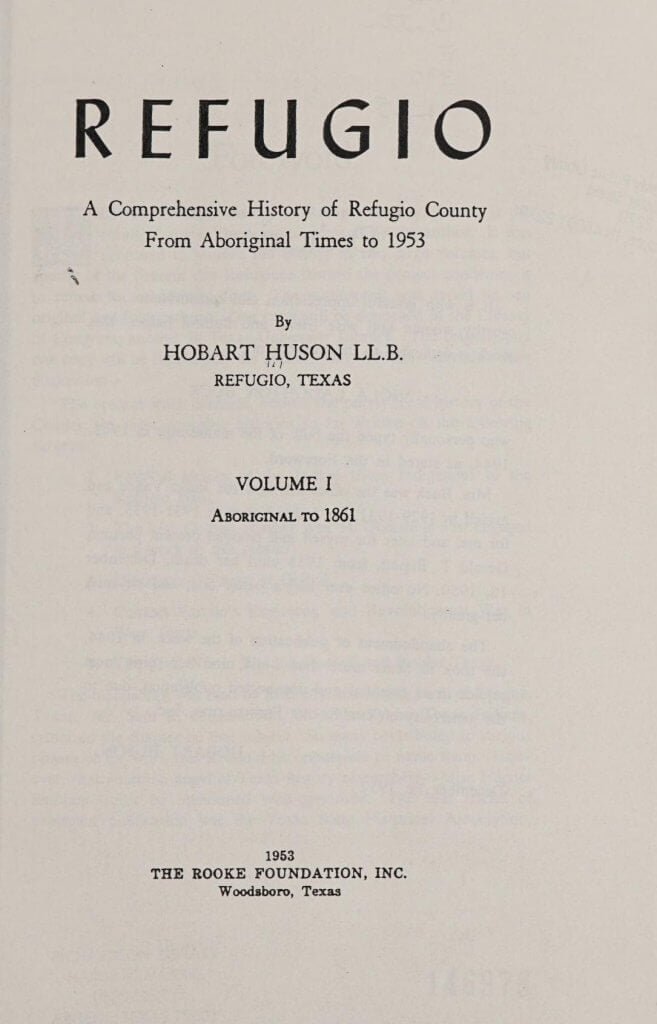 REFUGIO
A Comprehensive History of Refugio County
From Aboriginal Times to 1953
By
HOBART HUSON LL.B.
REFUGIO, TEXAS
VOLUME I
ABORIGINAL TO 1861
1953
THE ROOKE FOUNDATION, INC.
Woodsboro, Texas